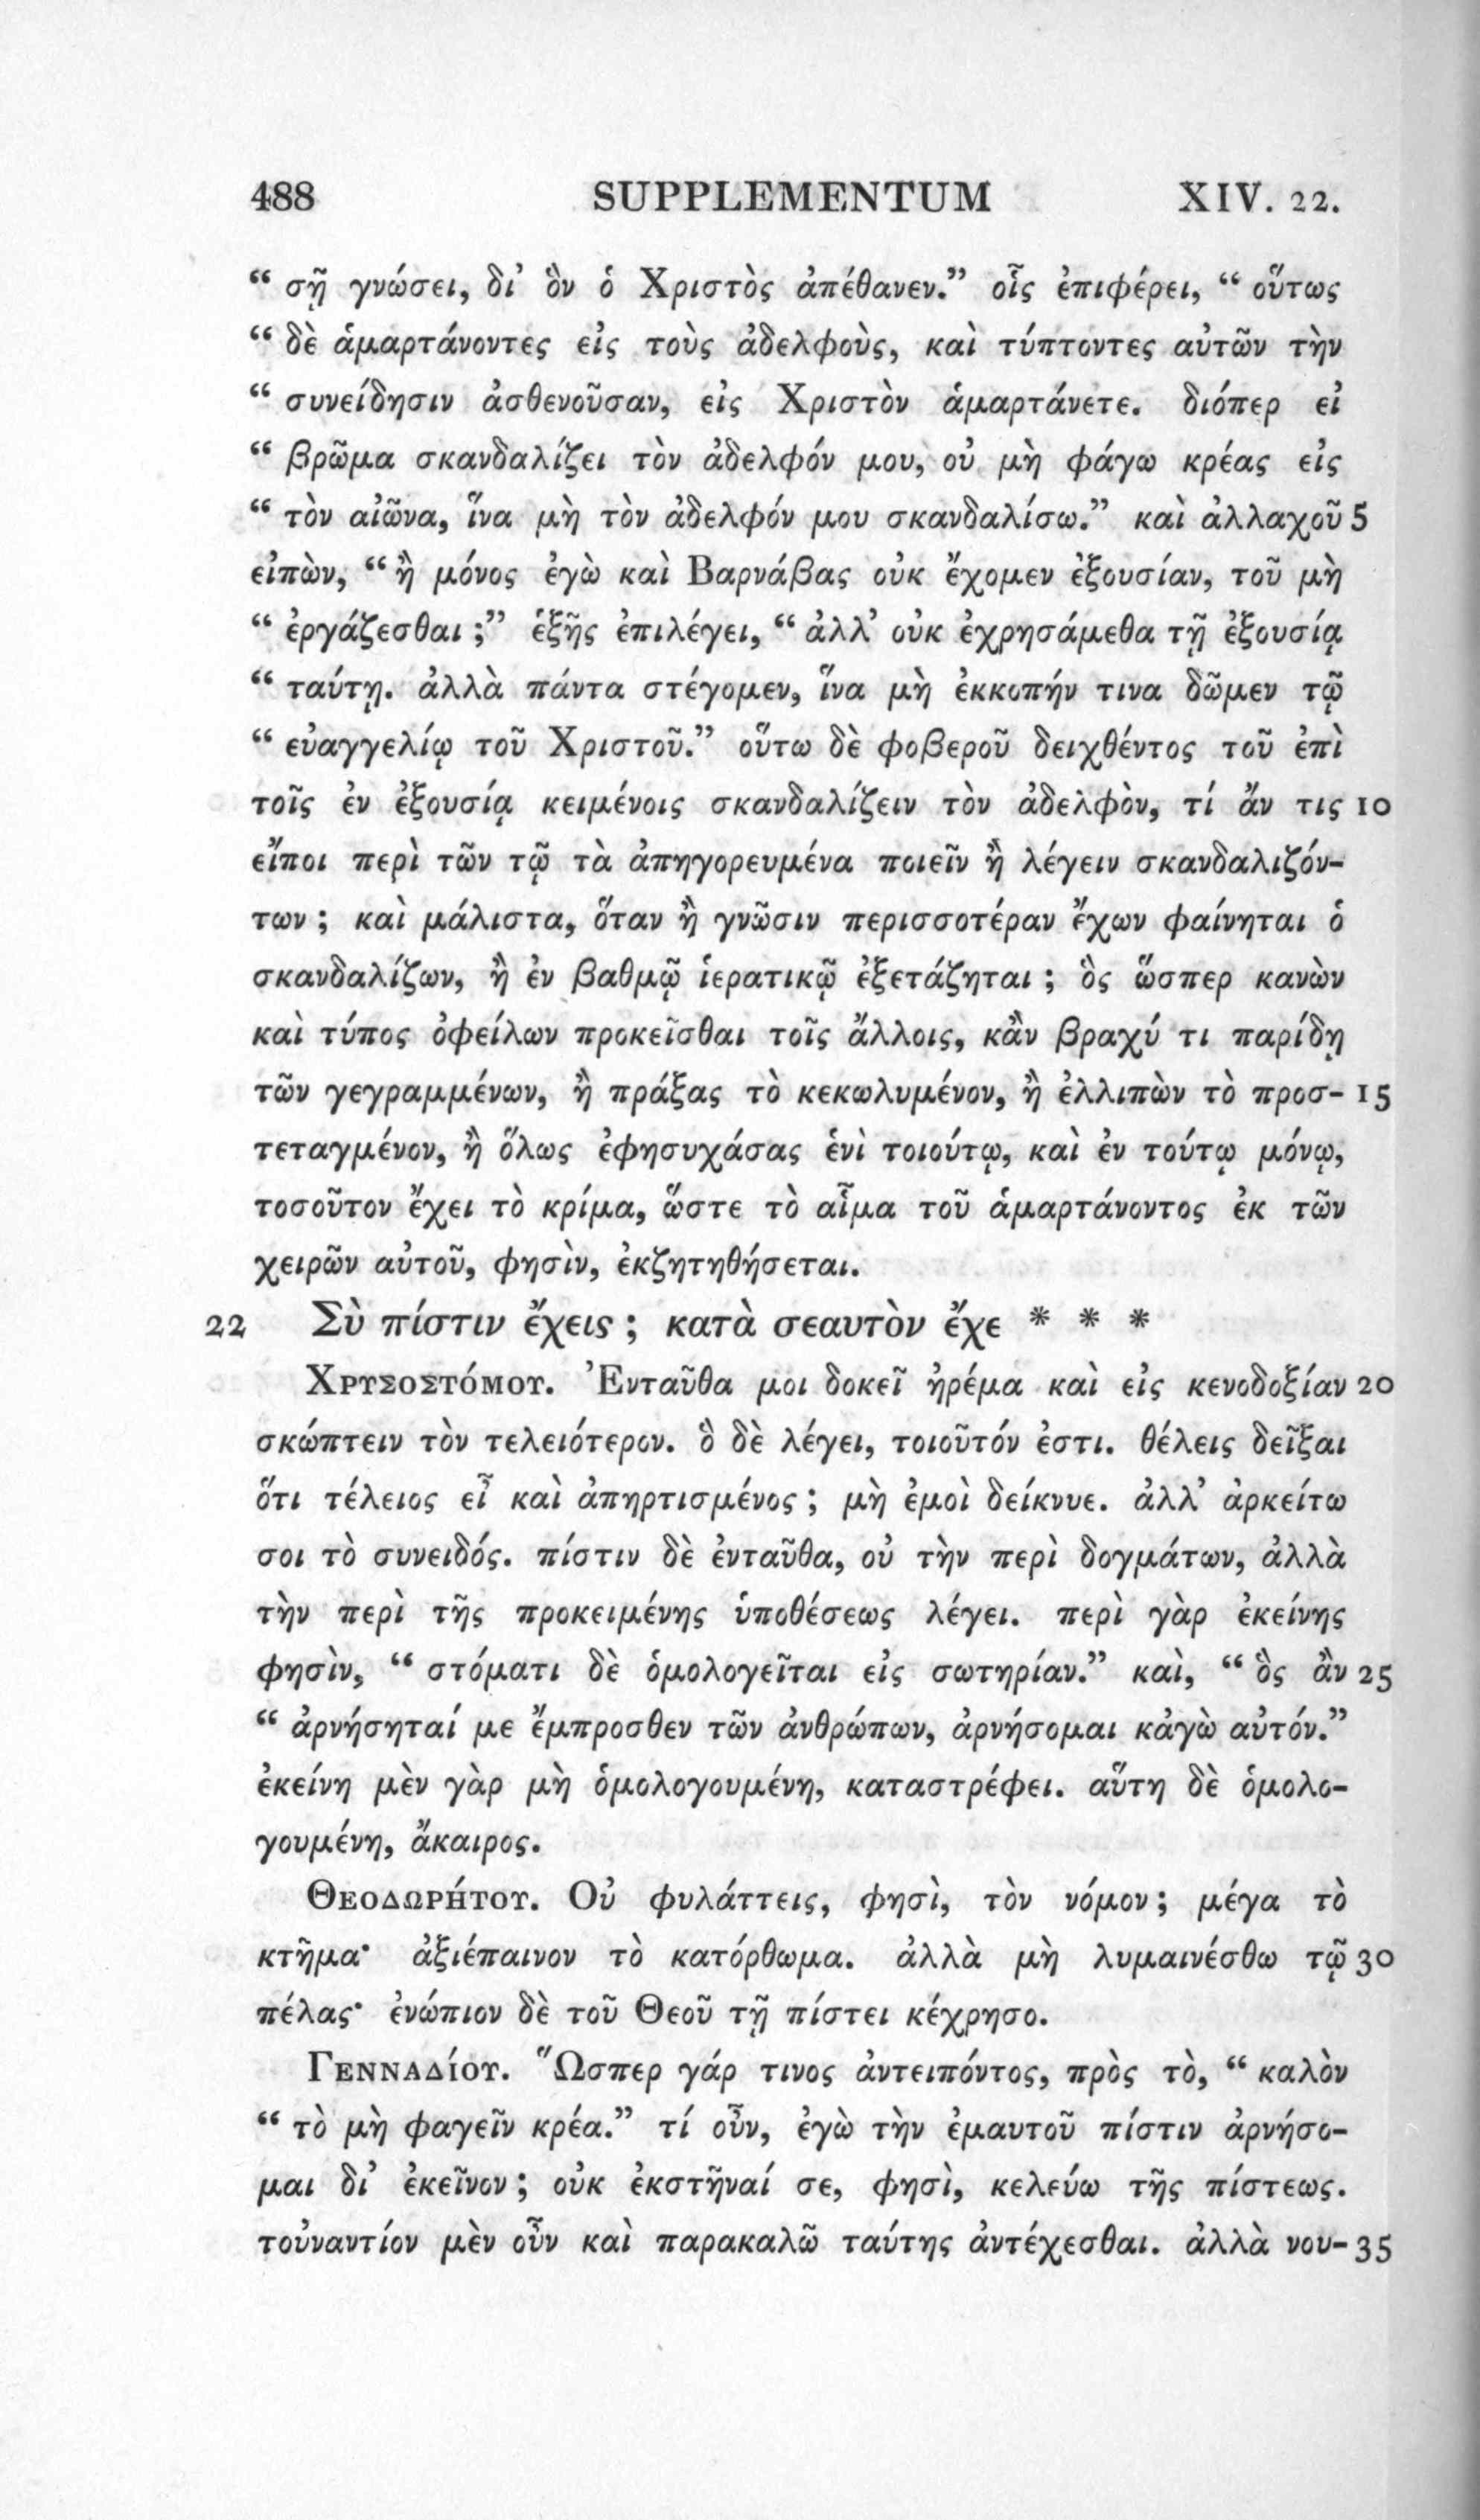 488 SUPPLEMENTUM XIV. 22.
“ σῇ γνώσει, δι’ ὃν ὁ Χριστὸς ἀπέθανεν.” οἷς ἐπιφέρει, “ οὕτως
“ δὲ ἁμαρτάνοντες εἰς τοὺς ἀδελφοὺς, καὶ τύπτοντες αὐτῶν τὴν
“ συνείδησιν ἀσθενοῦσαν, εἰς Χριστὸν ἁμαρτάνετε. διόπερ εἰ
“ βρῶμα σκανδαλίζει τὸν ἀδελφόν μου, οὐ μὴ φάγω κρέας εἰς
“ τὸν αἰῶνα, ἵνα μὴ τὸν ἀδελφόν μου σκανδαλίσω.” καὶ ἀλλαχοῦ 5
εἰπὼν, “ ἢ μόνος ἐγὼ καὶ Βαρνάβας οὐκ ἔχομεν ἐξουσίαν, τοῦ μὴ
“ ἐργάζεσθαι ;” ἑξῆς ἐπιλέγει, “ ἀλλ’ οὐκ ἐχρησάμεθα τῇ ἐξουσίᾳ
“ ταύτῃ. ἀλλὰ πάντα στέγομεν, ἵνα μὴ ἐκκοπήν τινα δῶμεν τῷ
“ εὐαγγελίῳ τοῦ Χριστοῦ.” οὕτω δὲ φοβεροῦ δειχθέντος τοῦ ἐπὶ
τοῖς ἐν ἐξουσίᾳ κειμένοις σκανδαλίζειν τὸν ἀδελφὸν, τί ἄν τις 10
εἴποι περὶ τῶν τῷ τὰ ἀπηγορευμένα ποιεῖν ἢ λέγειν σκανδαλιζόν-
των ; καὶ μάλιστα, ὅταν ἢ γνῶσιν περισσοτέραν ἔχων φαίνηται ὁ
σκανδαλίζων, ἢ ἐν βαθμῷ ἱερατικῷ ἐξετάζηται ; ὃς ὥσπερ κανὼν
καὶ τύπος ὀφείλων προκεῖσθαι τοῖς ἄλλοις, κἂν βραχύ τι παρίδῃ
τῶν γεγραμμένων, ἢ πράξας τὸ κεκωλυμένον, ἢ ἐλλιπὼν τὸ προσ- 15
τεταγμένον, ἢ ὅλως ἐφησυχάσας ἑνὶ τοιούτῳ, καὶ ἐν τούτῳ μόνῳ,
τοσοῦτον ἔχει τὸ κρίμα, ὥστε τὸ αἷμα τοῦ ἁμαρτάνοντος ἐκ τῶν
χειρῶν αὐτοῦ, φησὶν, ἐκζητηθήσεται.
22 Σὺ πίστιν ἔχεις ; κατὰ σεαυτὸν ἔχε * * *
Χρυσοστόμου. Ἐνταῦθα μοι δοκεῖ ἠρέμα καὶ εἰς κενοδοξίαν 20
σκώπτειν τὸν τελειότερον. ὃ δὲ λέγει, τοιοῦτόν ἐστι. θέλεις δεῖξαι
ὅτι τέλειος εἶ καὶ ἀπηρτισμένος ; μὴ ἐμοὶ δείκνυε. ἀλλ’ ἀρκείτω
σοι τὸ συνειδός. πίστιν δὲ ἐνταῦθα, οὐ τὴν περὶ δογμάτων, ἀλλὰ
τὴν περὶ τῆς προκειμένης ὑποθέσεως λέγει. περὶ γὰρ ἐκείνης
φησὶν, “ στόματι δὲ ὁμολογεῖται εἰς σωτηρίαν.” καὶ, “ ὃς ἂν 25
“ ἀρνήσηταί με ἔμπροσθεν τῶν ἀνθρώπων, ἀρνήσομαι κἀγὼ αὐτόν.”
ἐκείνη μὲν γὰρ μὴ ὁμολογουμένη, καταστρέφει. αὕτη δὲ ὁμολο-
γουμένη, ἄκαιρος.
Θεοδωρήτου. Οὐ φυλάττεις, φησὶ, τὸν νόμον ; μέγα τὸ
κτῆμα· ἀξιέπαινον τὸ κατόρθωμα. ἀλλὰ μὴ λυμαινέσθω τῷ 30
πέλας· ἐνώπιον δὲ τοῦ Θεοῦ τῇ πίστει κέχρησο.
Γενναδίου. Ὥσπερ γάρ τινος ἀντειπόντος, πρὸς τὸ, “ καλὸν
“ τὸ μὴ φαγεῖν κρέα.” τί οὖν, ἐγὼ τὴν ἐμαυτοῦ πίστιν ἀρνήσο-
μαι δι’ ἐκεῖνον ; οὐκ ἐκστῆναί σε, φησὶ, κελεύω τῆς πίστεως.
τοὐναντίον μὲν οὖν καὶ παρακαλῶ ταύτης ἀντέχεσθαι. ἀλλὰ νου- 35